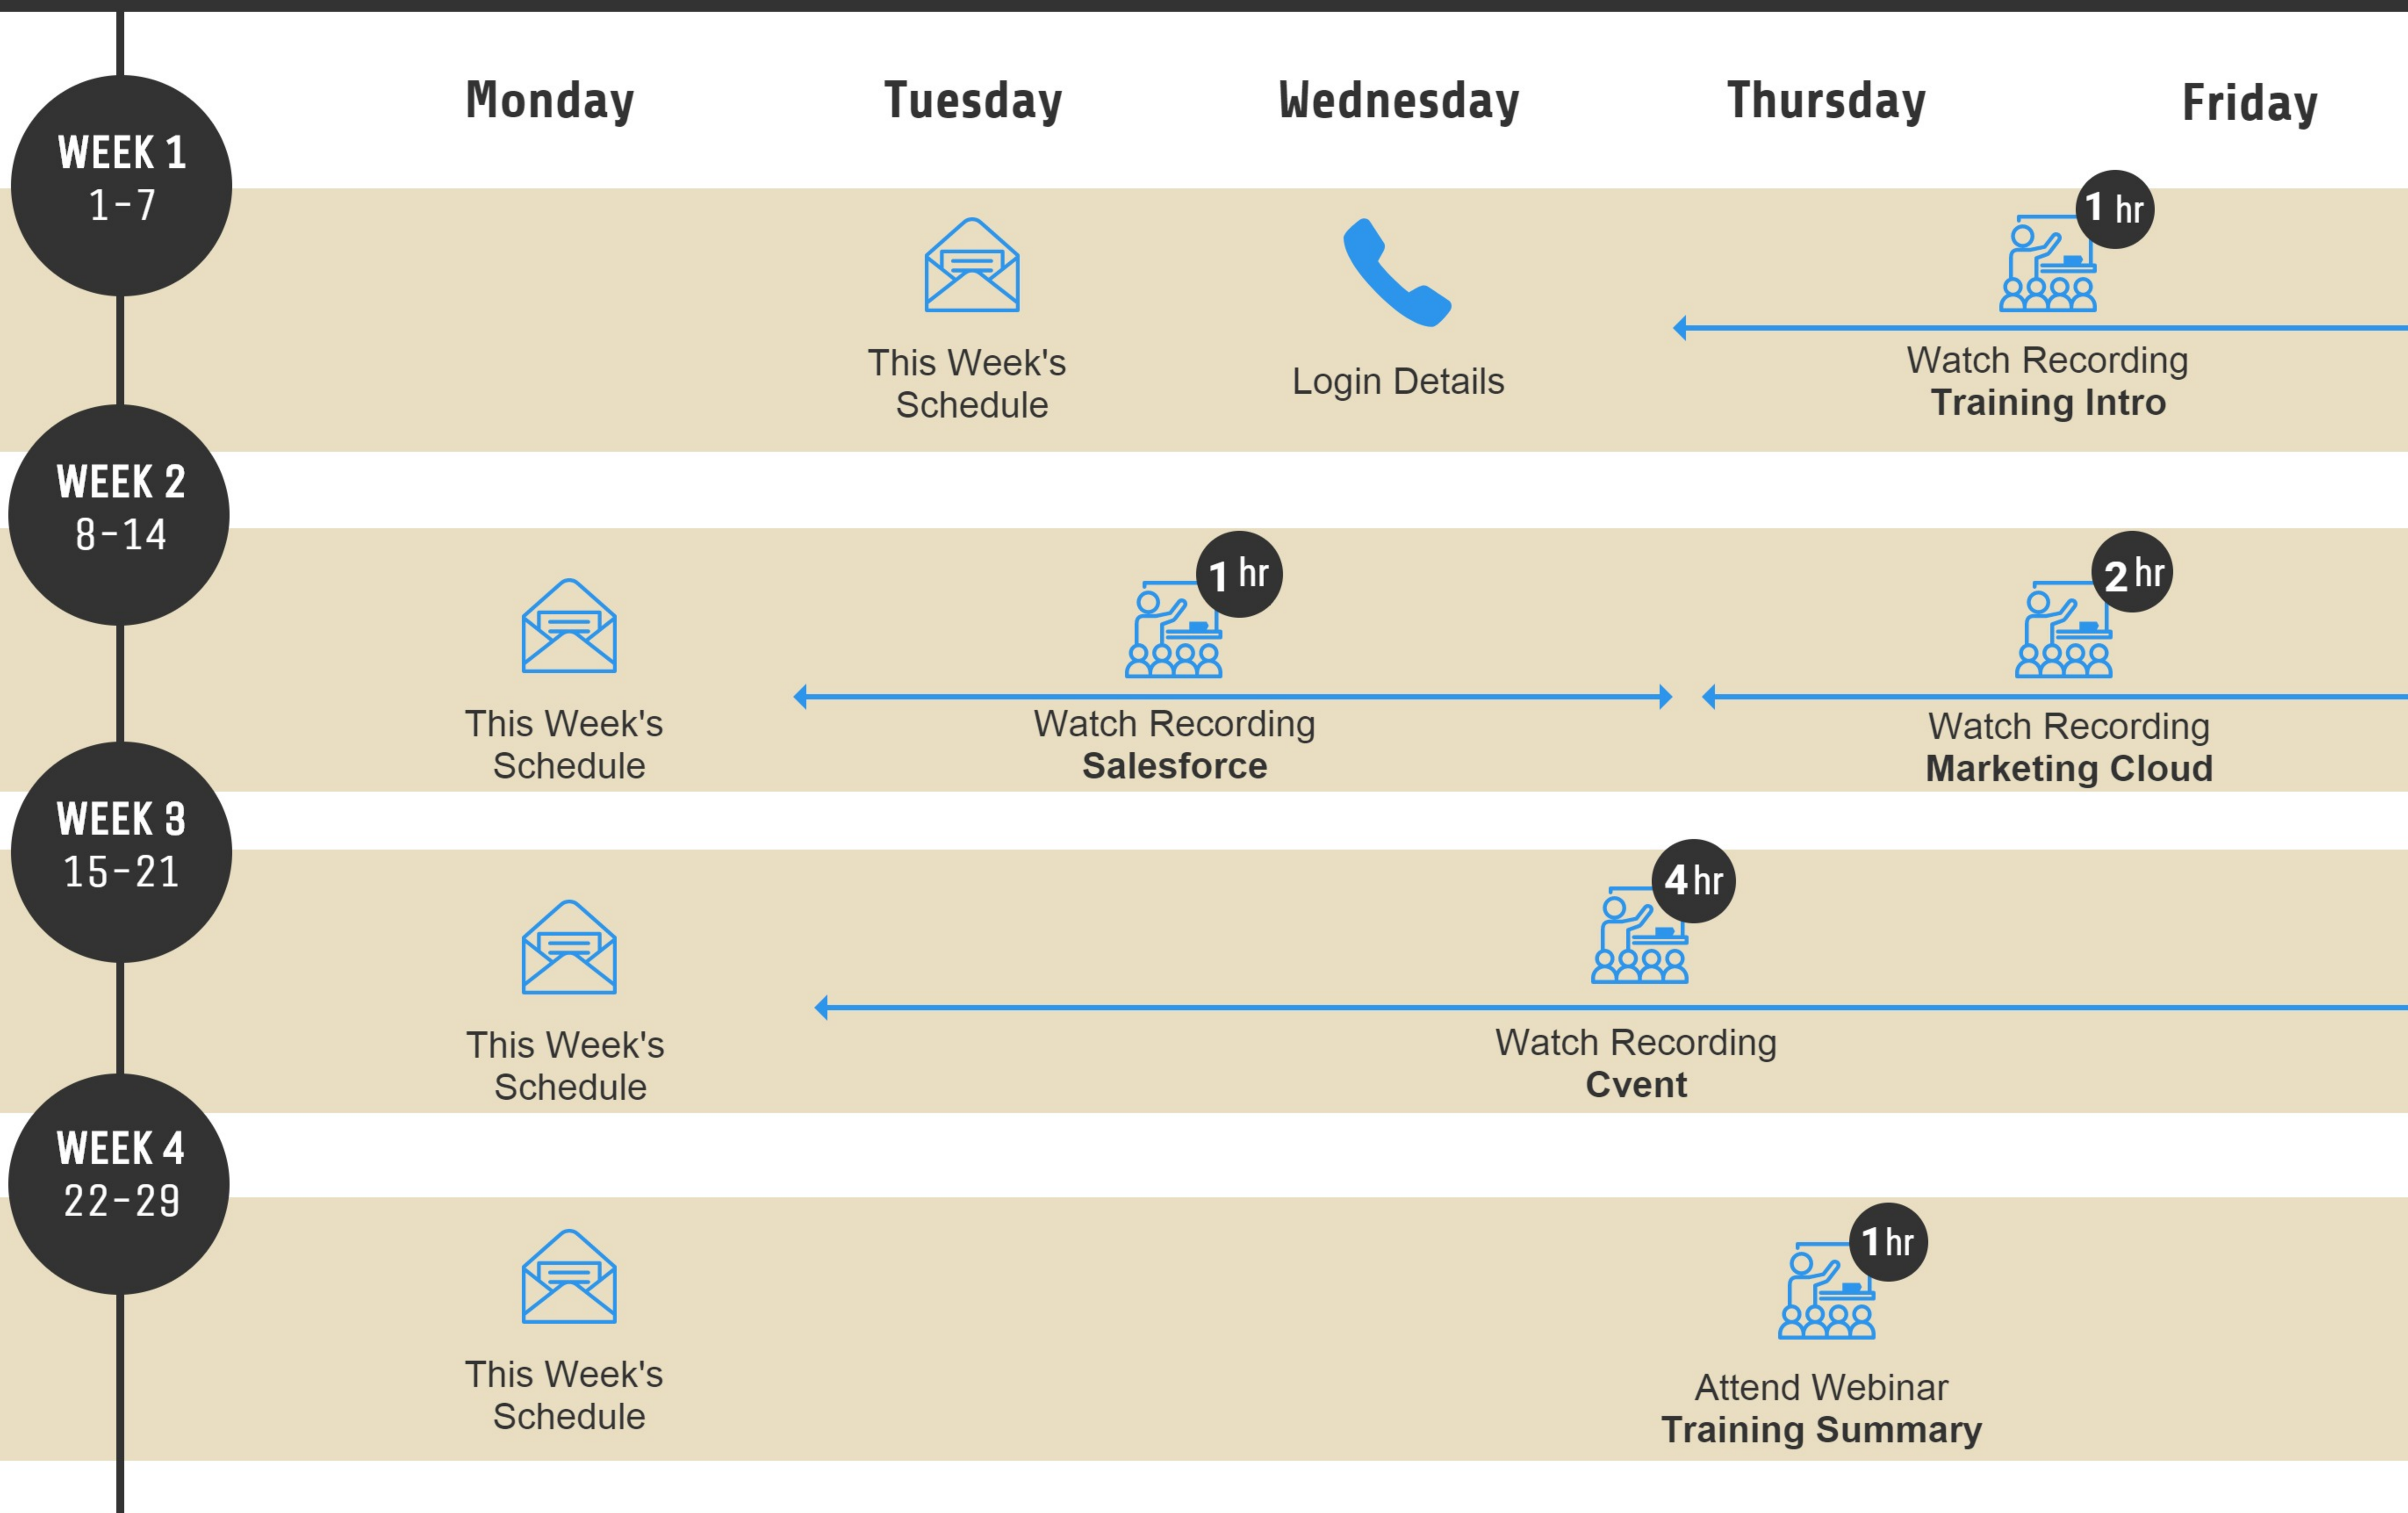 Monday
Tuesday
Wednesday
Thursday
Friday
WEEK 1
1-7
1 hr
This Week's
Schedule
Login Details
Watch Recording
Training Intro
WEEK 2
8-14
1 hr
2 hr
This Week's
Schedule
Watch Recording
Salesforce
Watch Recording
Marketing Cloud
WEEK 3
15-21
4 hr
This Week's
Schedule
Watch Recording
Cvent
WEEK 4
22-29
1 hr
This Week's
Schedule
Attend Webinar
Training Summary